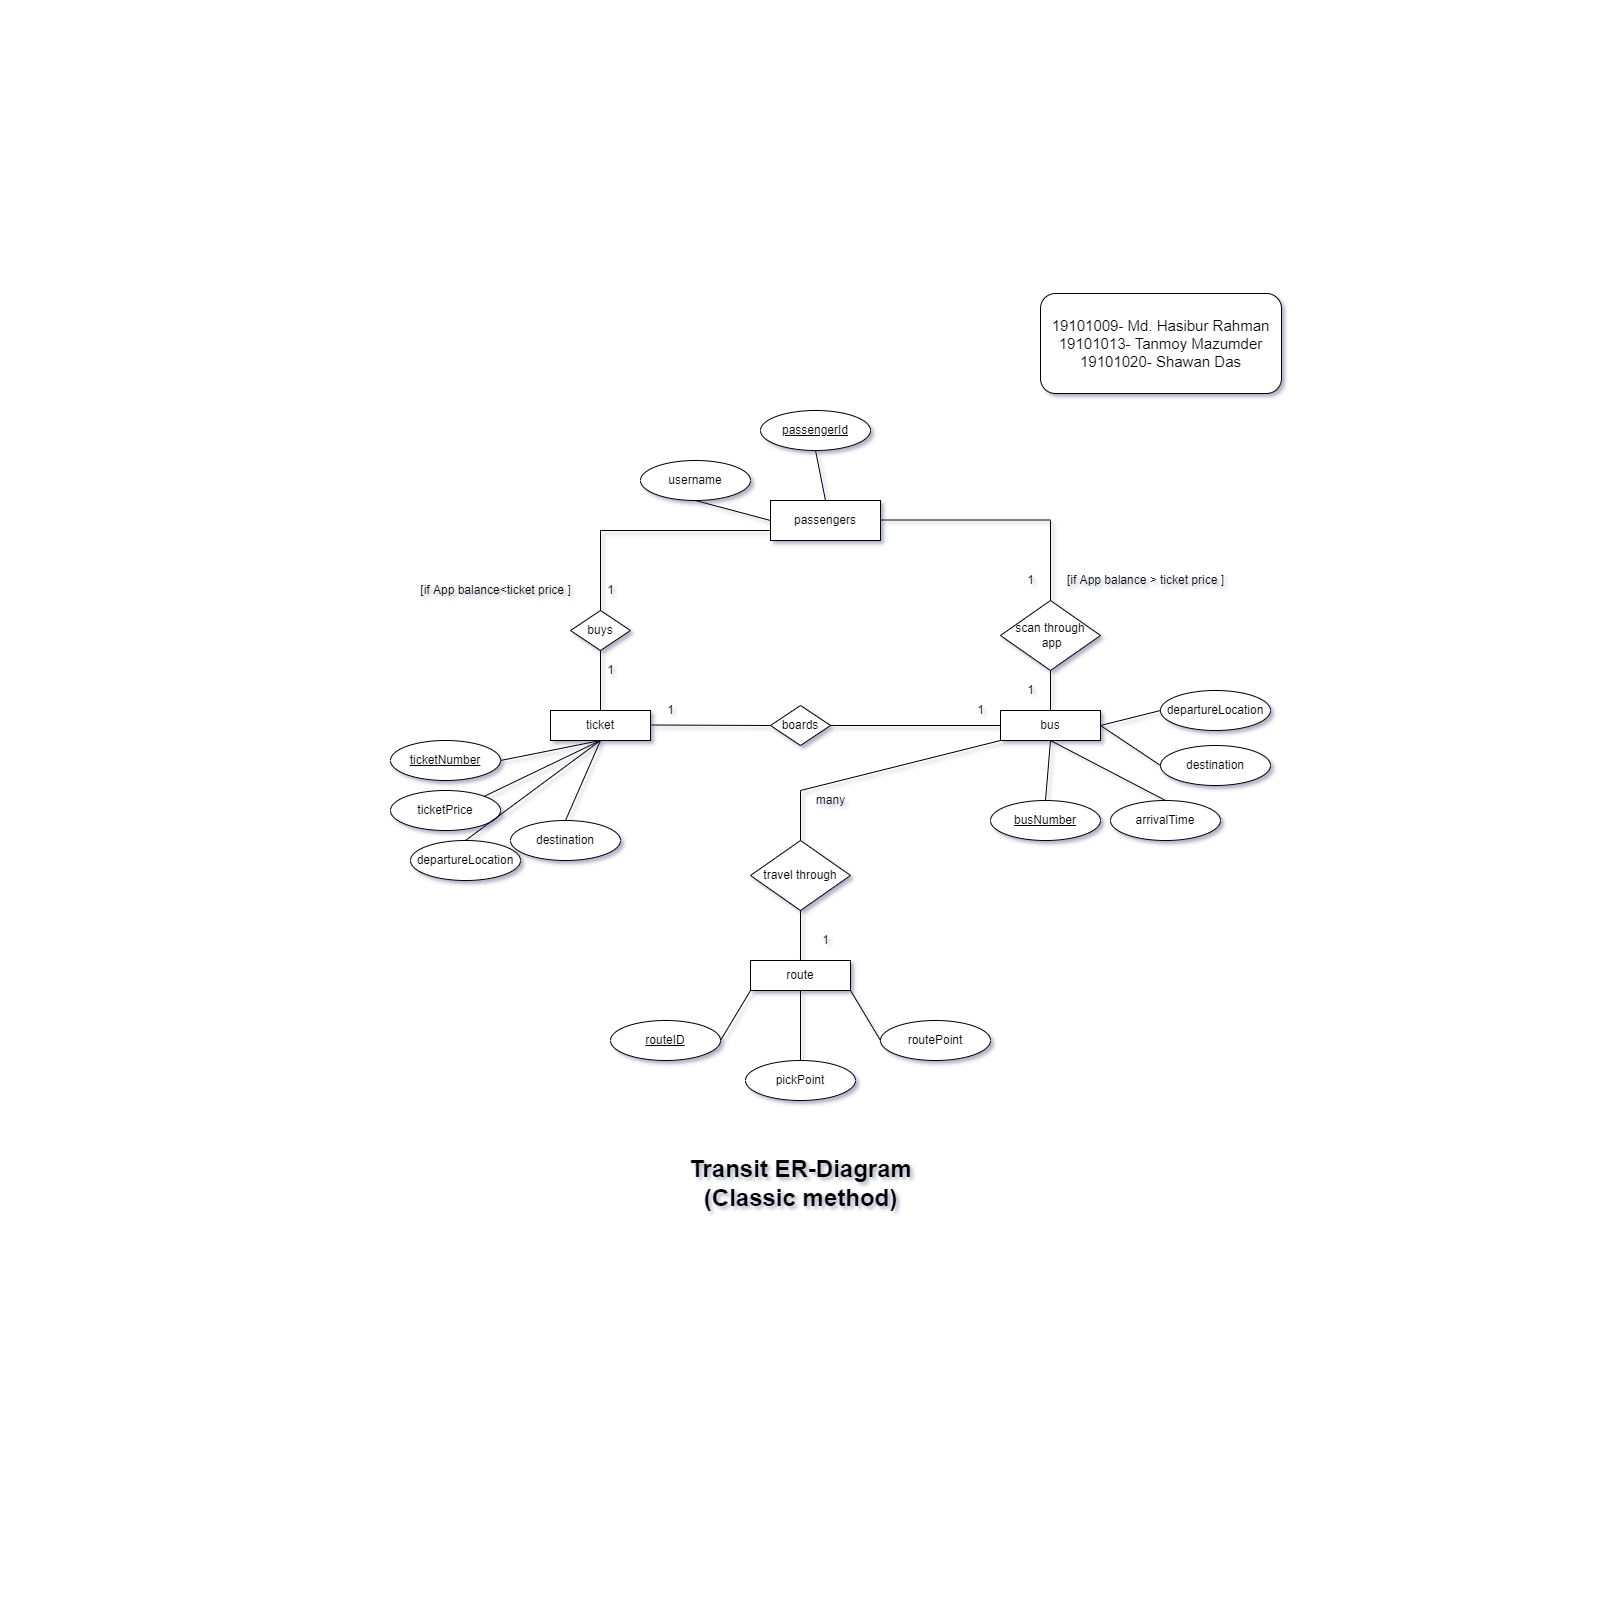 19101009- Md. Hasibur Rahman
19101013- Tanmoy Mazumder
19101020- Shawan Das
passengerId
username
passengers
[if App balance<ticket price ]
1
1
[if App balance > ticket price ]
buys
scan through
app
1
1
ticket
1
boards
1
bus
departureLocation
destination
ticketNumber
ticketPrice
departureLocation
destination
many
busNumber
arrivalTime
travel through
1
route
routeID
pickPoint
routePoint
Transit ER-Diagram
(Classic method)